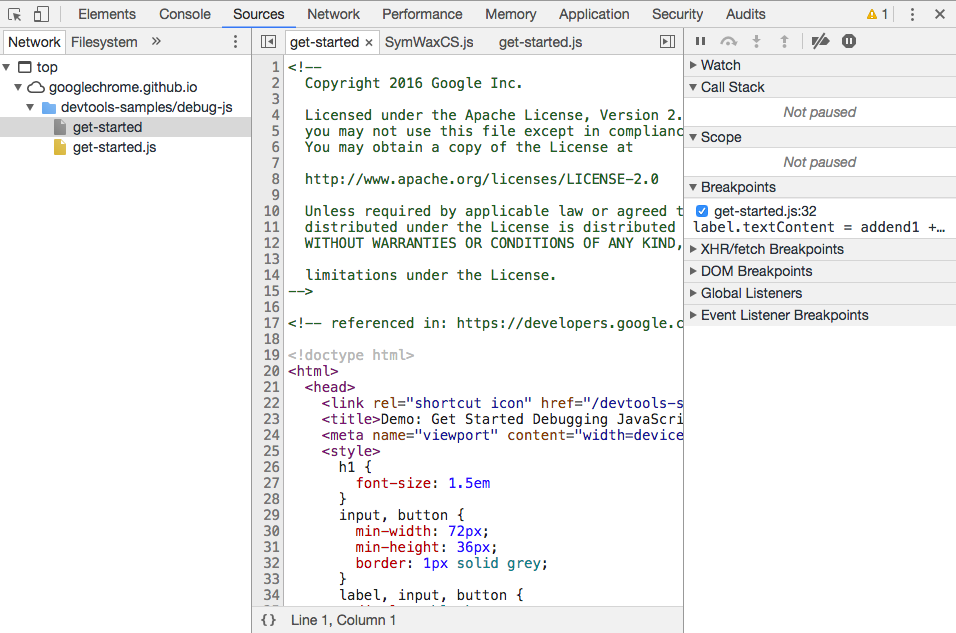 Elements Console Sources Network Performance Memory Application Security Audits 1
Network Filesystem »
top
googlechrome.github.io
devtools-samples/debug-js
get-started
get-started.js
get-started × SymWaxCS.js get-started.js
1 <!--
2 Copyright 2016 Google Inc.
3
4 Licensed under the Apache License, Version 2.
5 you may not use this file except in complianc
6 You may obtain a copy of the License at
7
8 http://www.apache.org/licenses/LICENSE-2.0
9
10 Unless required by applicable law or agreed t
11 distributed under the License is distributed
12 WITHOUT WARRANTIES OR CONDITIONS OF ANY KIND,
13
14 limitations under the License.
15 -->
16
17 <!-- referenced in: https://developers.google.c
18
19 <!doctype html>
20 <html>
21 <head>
22 <link rel="shortcut icon" href="/devtools-s
23 <title>Demo: Get Started Debugging JavaScri
24 <meta name="viewport" content="width=device
25 <style>
26 h1 {
27 font-size: 1.5em
28 }
29 input, button {
30 min-width: 72px;
31 min-height: 36px;
32 border: 1px solid grey;
33 }
34 label, input, button {
{} Line 1, Column 1
Watch
Call Stack
Not paused
Scope
Not paused
Breakpoints
get-started.js:32
label.textContent = addend1 +…
XHR/fetch Breakpoints
DOM Breakpoints
Global Listeners
Event Listener Breakpoints